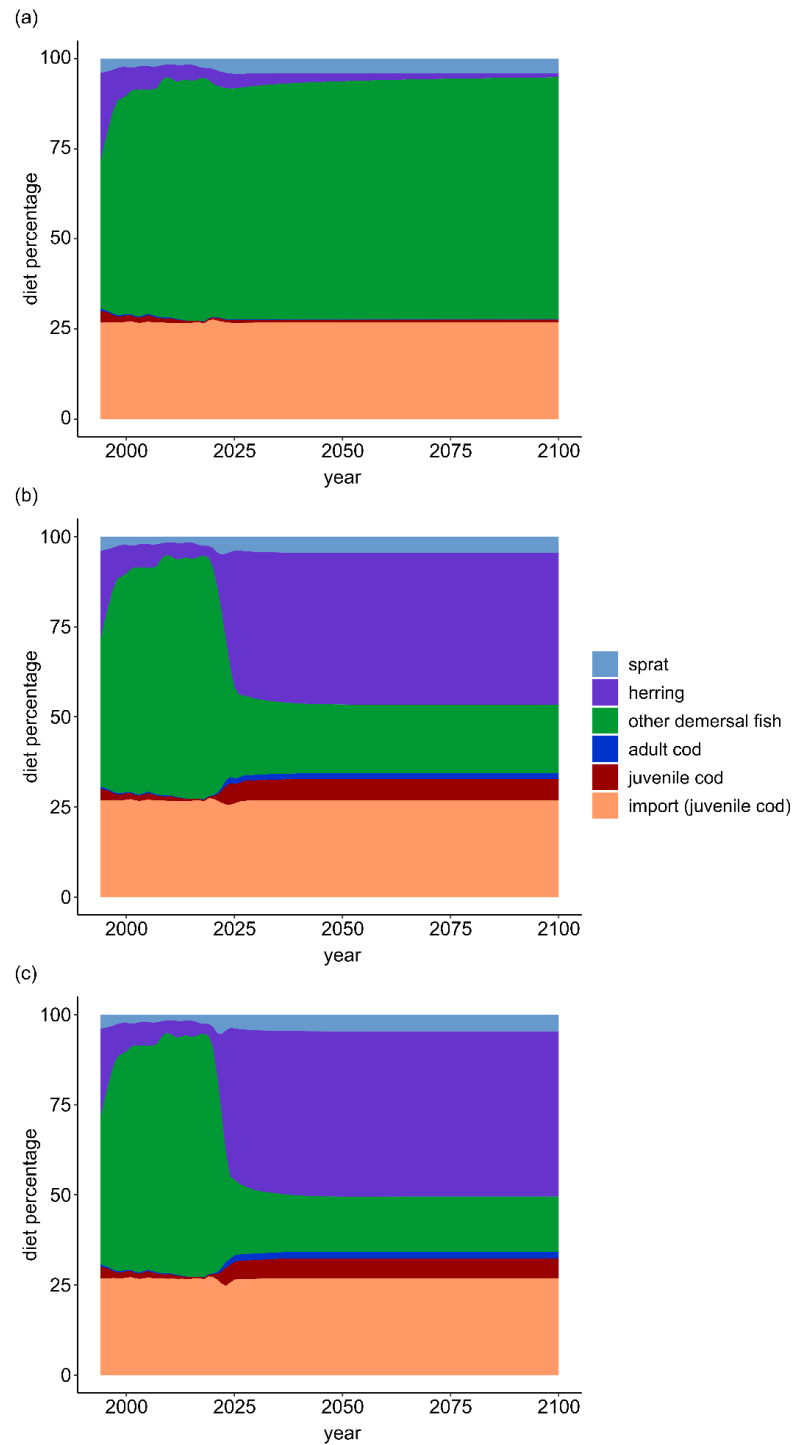 (a)
100
75
50
25
0
diet percentage
2000 2025 2050 2075 2100
year
(b)
100
75
50
25
0
diet percentage
2000 2025 2050 2075 2100
year
sprat
herring
other demersal fish
adult cod
juvenile cod
import (juvenile cod)
(c)
100
75
50
25
0
diet percentage
2000 2025 2050 2075 2100
year